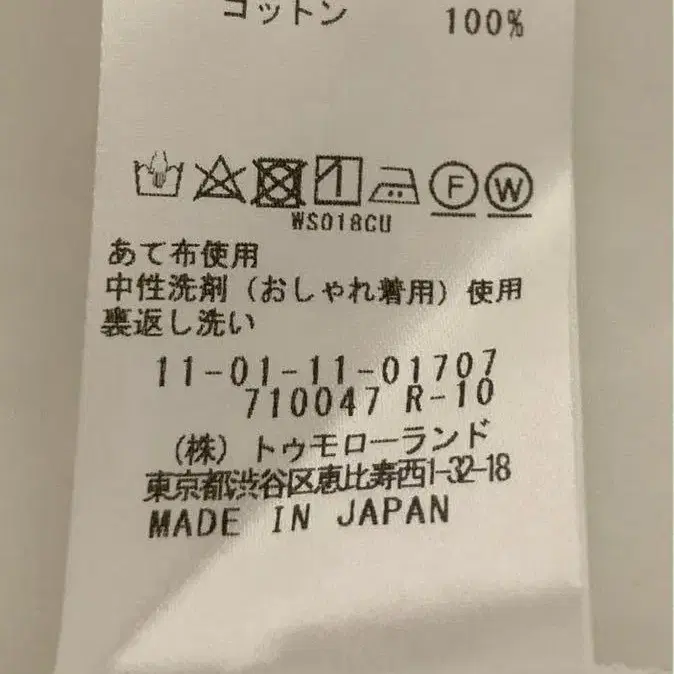 コットン 100%
F W
WS018CU
あて布使用
中性洗剤（おしゃれ着用）使用
裏返し洗い
11-01-11-01707
710047 R-10
（株）トゥモローランド
東京都渋谷区恵比寿西1-32-18
MADE IN JAPAN